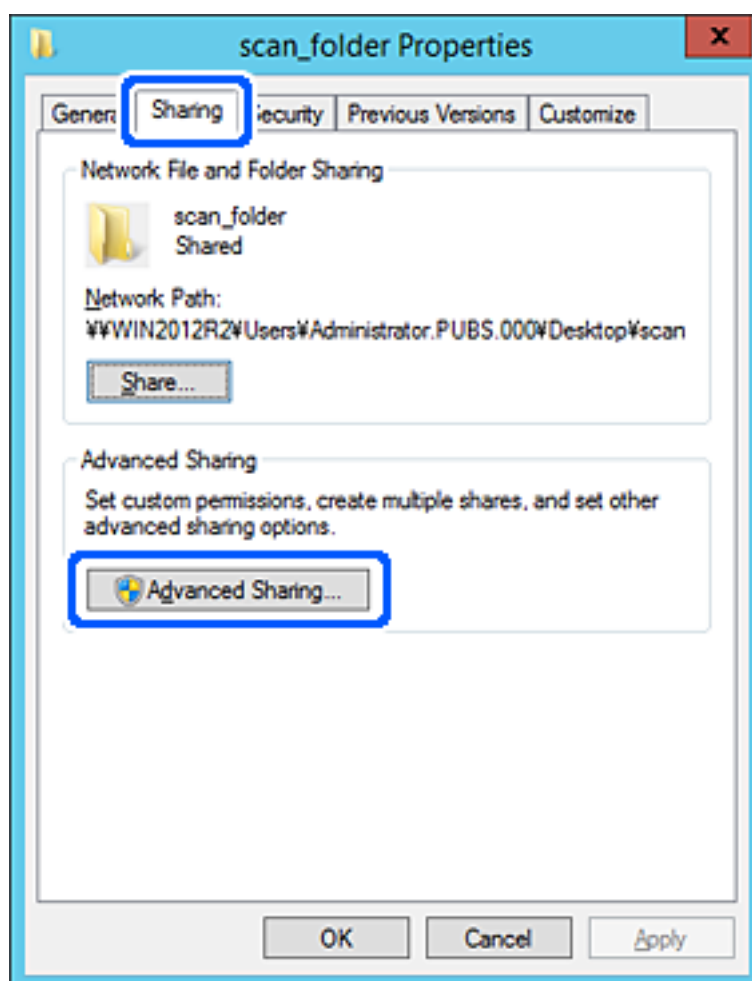 scan_folder Properties
x
Genera Sharing ecurity Previous Versions Customize
Network File and Folder Sharing
scan_folder
Shared
Network Path:
¥¥WIN2012R2¥Users¥Administrator.PUBS.000¥Desktop¥scan
Share...
Advanced Sharing
Set custom permissions, create multiple shares, and set other
advanced sharing options.
Advanced Sharing...
OK Cancel Apply